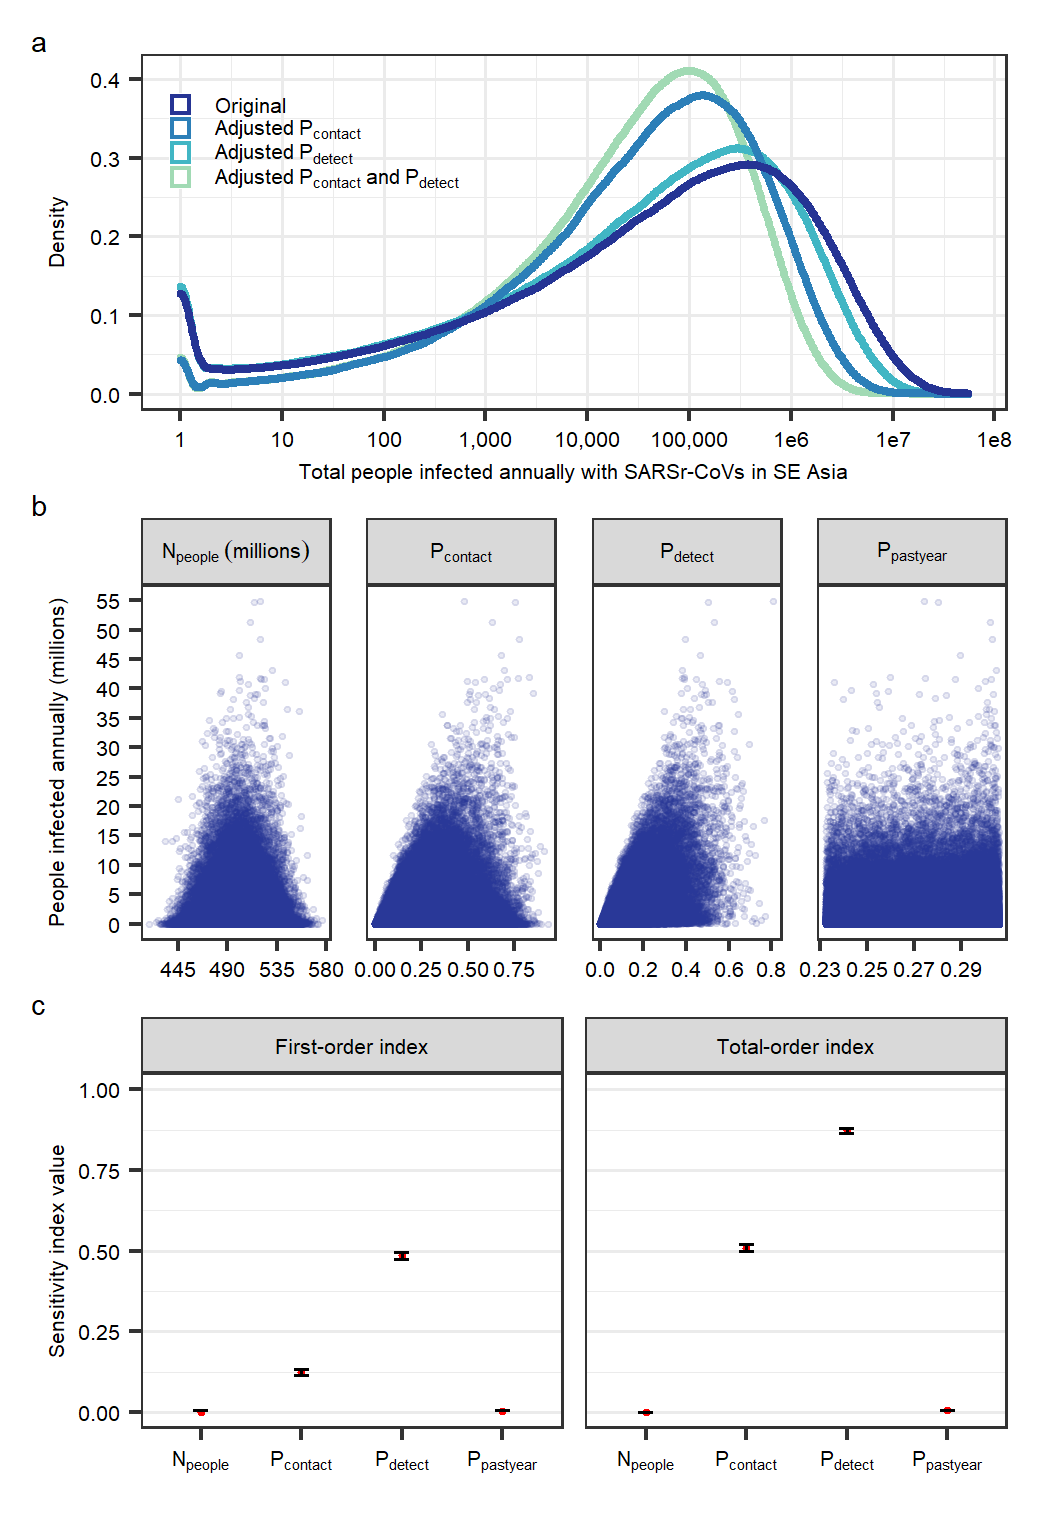 a
0.4
0.3
0.2
0.1
0.0
Density
Original
Adjusted Pcontact
Adjusted Pdetect
Adjusted Pcontact and Pdetect
1 10 100 1,000 10,000 100,000 1e6 1e7 1e8
Total people infected annually with SARSr-CoVs in SE Asia
b
Npeople (millions) Pcontact Pdetect Ppastyear
People infected annually (millions)
55
50
45
40
35
30
25
20
15
10
5
0
445 490 535 580 0.00 0.25 0.50 0.75 0.0 0.2 0.4 0.6 0.8 0.23 0.25 0.27 0.29
c
First-order index Total-order index
Sensitivity index value
1.00
0.75
0.50
0.25
0.00
Npeople Pcontact Pdetect Ppastyear Npeople Pcontact Pdetect Ppastyear